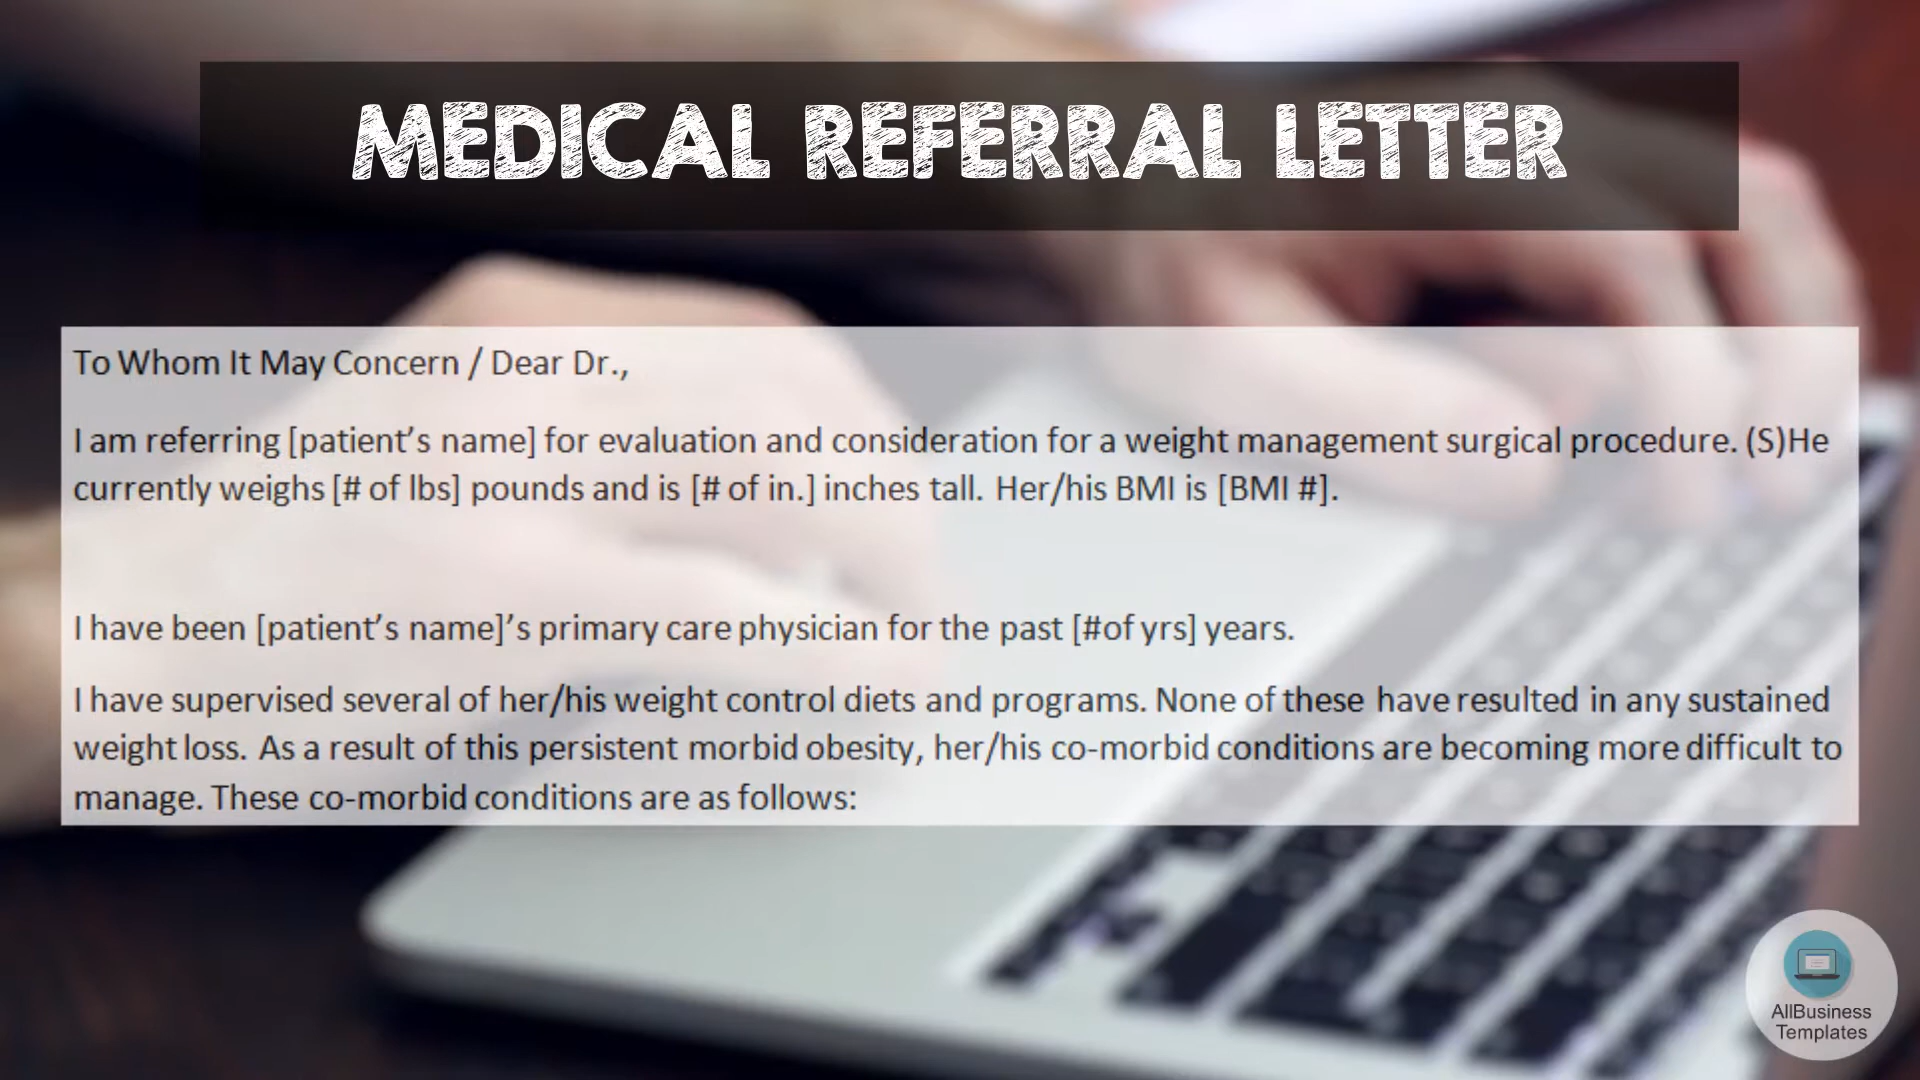 MEDICAL REFERRAL LETTER
To Whom It May Concern / Dear Dr.,
I am referring [patient’s name] for evaluation and consideration for a weight management surgical procedure. (S)He
currently weighs [# of lbs] pounds and is [# of in.] inches tall. Her/his BMI is [BMI #].
I have been [patient’s name]’s primary care physician for the past [#of yrs] years.
I have supervised several of her/his weight control diets and programs. None of these have resulted in any sustained
weight loss. As a result of this persistent morbid obesity, her/his co-morbid conditions are becoming more difficult to
manage. These co-morbid conditions are as follows:
AllBusiness
Templates